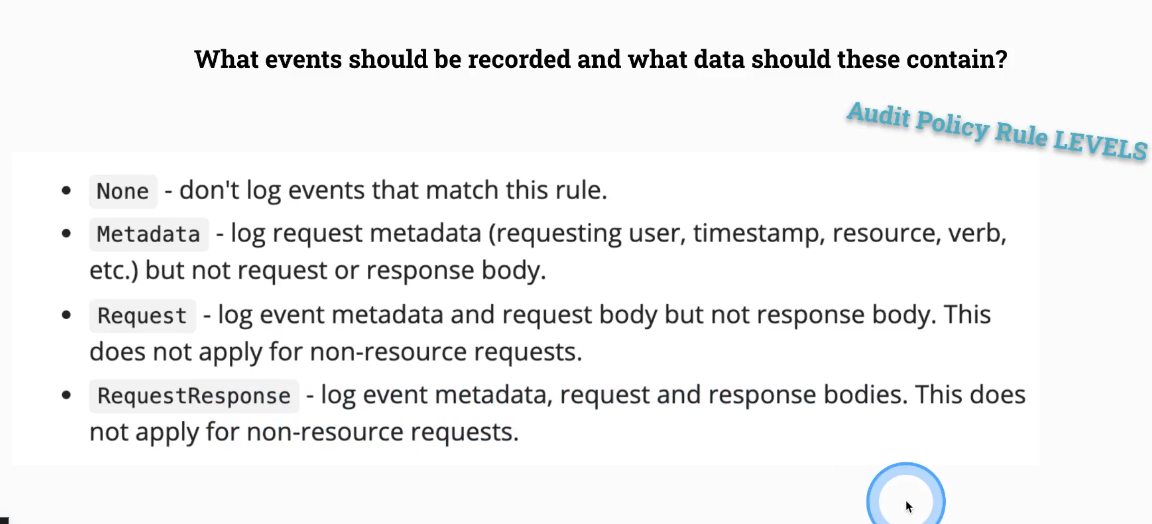 What events should be recorded and what data should these contain?
Audit Policy Rule LEVELS
• None - don't log events that match this rule.
• Metadata - log request metadata (requesting user, timestamp, resource, verb,
etc.) but not request or response body.
• Request - log event metadata and request body but not response body. This
does not apply for non-resource requests.
• RequestResponse - log event metadata, request and response bodies. This does
not apply for non-resource requests.